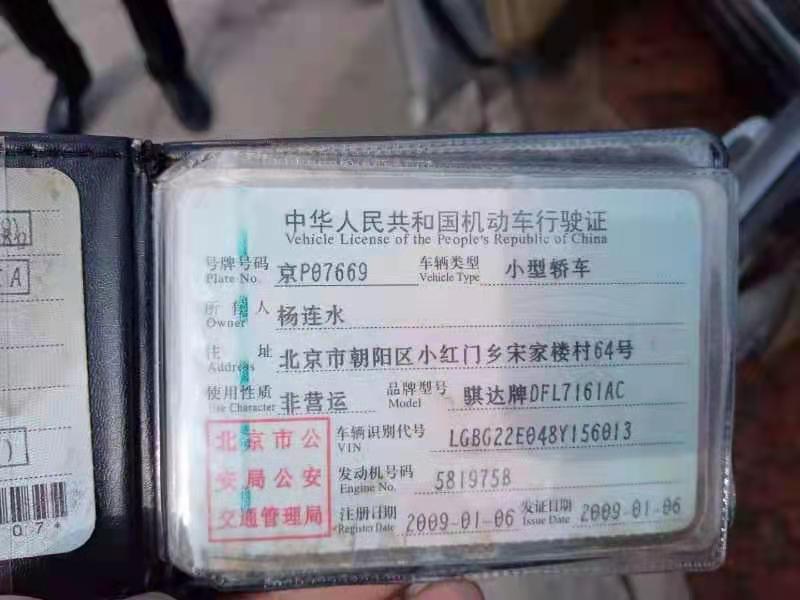 中华人民共和国机动车行驶证
Vehicle License of the People's Republic of China
号牌号码 京P07669 车辆类型 小型轿车
Plate No. Vehicle Type
所有人 杨连水
Owner
住址 北京市朝阳区小红门乡宋家楼村64号
Address
使用性质 非营运 品牌型号 骐达牌DFL7161AC
Use Character Model
北京市公
安局公安
交通管理局
车辆识别代号 LGBG22E048Y156013
VIN
发动机号码 581975B
Engine No.
注册日期 2009-01-06 发证日期 2009-01-06
Register Date Issue Date
A
)
07*